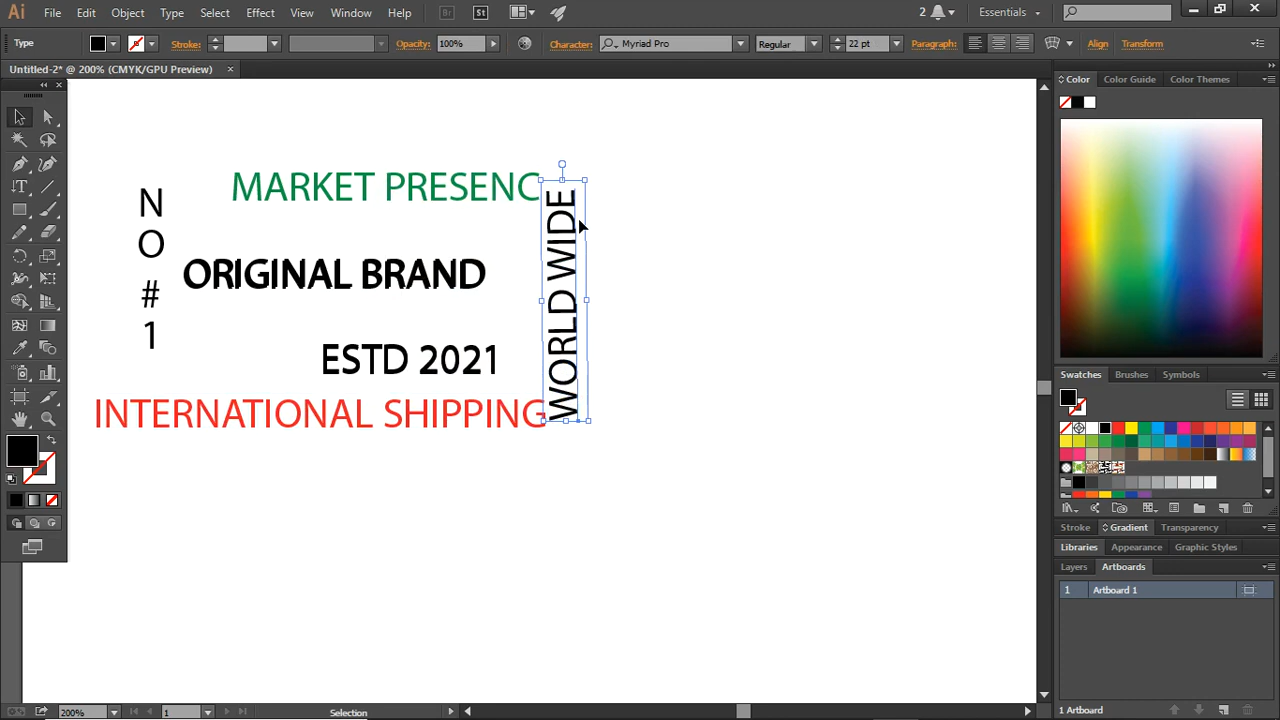 Ai File Edit Object Type Select Effect View Window Help Br St 2 Essentials
Type Stroke: Opacity: 100% Character: Myriad Pro Regular 22 pt Paragraph: Align Transform
Untitled-2* @ 200% (CMYK/GPU Preview)
Color Color Guide Color Themes
MARKET PRESENC
N
O
#
1
ORIGINAL BRAND
WORLD WIDE
ESTD 2021
INTERNATIONAL SHIPPING
Swatches Brushes Symbols
Stroke Gradient Transparency
Libraries Appearance Graphic Styles
Layers Artboards
1 Artboard 1
1 Artboard
200% 1 Selection